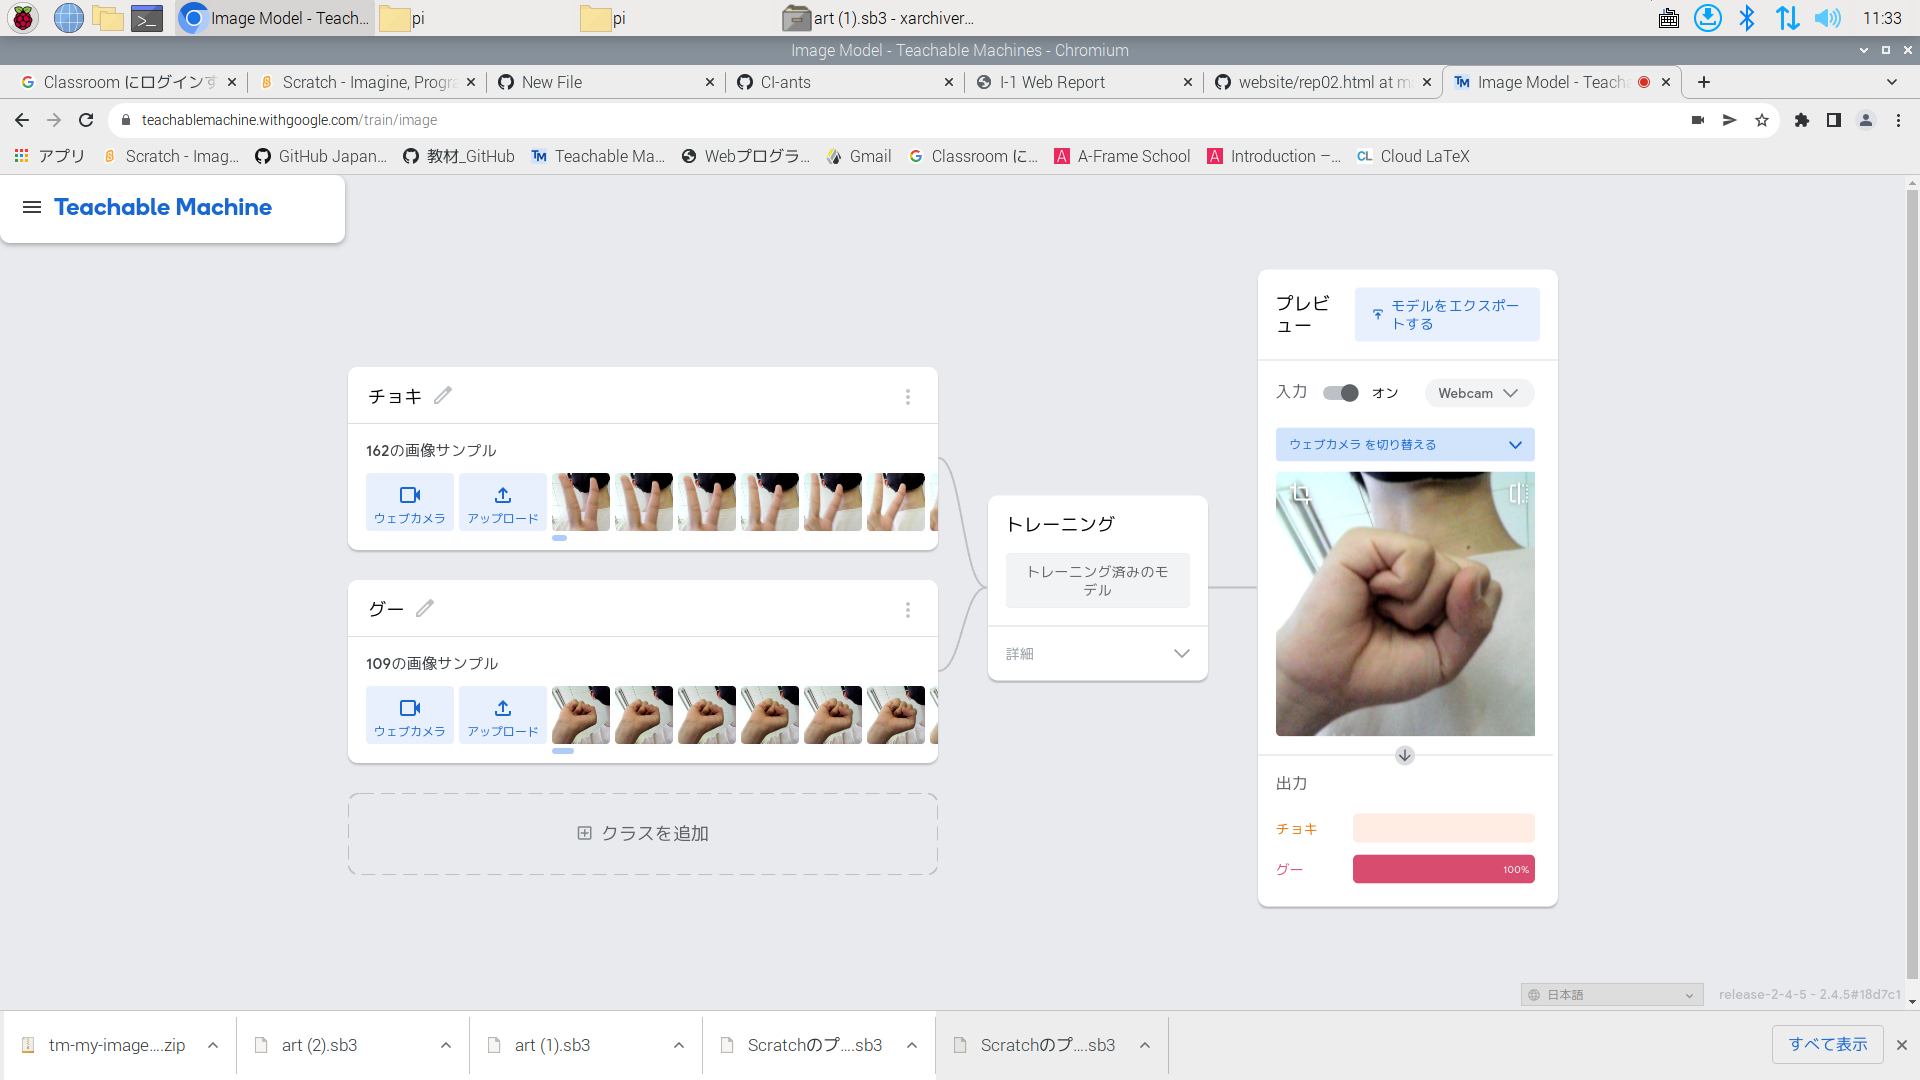 Image Model - Teach... pi pi art (1).sb3 - xarchiver... 11:33
Image Model - Teachable Machines - Chromium
Classroom にログインす Scratch - Imagine, Progra New File CI-ants I-1 Web Report website/rep02.html at m Image Model - Teacha
teachablemachine.withgoogle.com/train/image
アプリ Scratch - Imag... GitHub Japan... 教材_GitHub Teachable Ma... Webプログラ... Gmail Classroom に... A-Frame School Introduction –... CL Cloud LaTeX
Teachable Machine
チョキ
162の画像サンプル
ウェブカメラ アップロード
グー
109の画像サンプル
ウェブカメラ アップロード
クラスを追加
トレーニング
トレーニング済みのモ
デル
詳細
プレビ
ュー
モデルをエクスポー
トする
入力 オン Webcam
ウェブカメラ を切り替える
出力
チョキ
グー 100%
日本語 release-2-4-5 - 2.4.5#18d7c1
tm-my-image....zip art (2).sb3 art (1).sb3 Scratchのプ....sb3 Scratchのプ....sb3 すべて表示